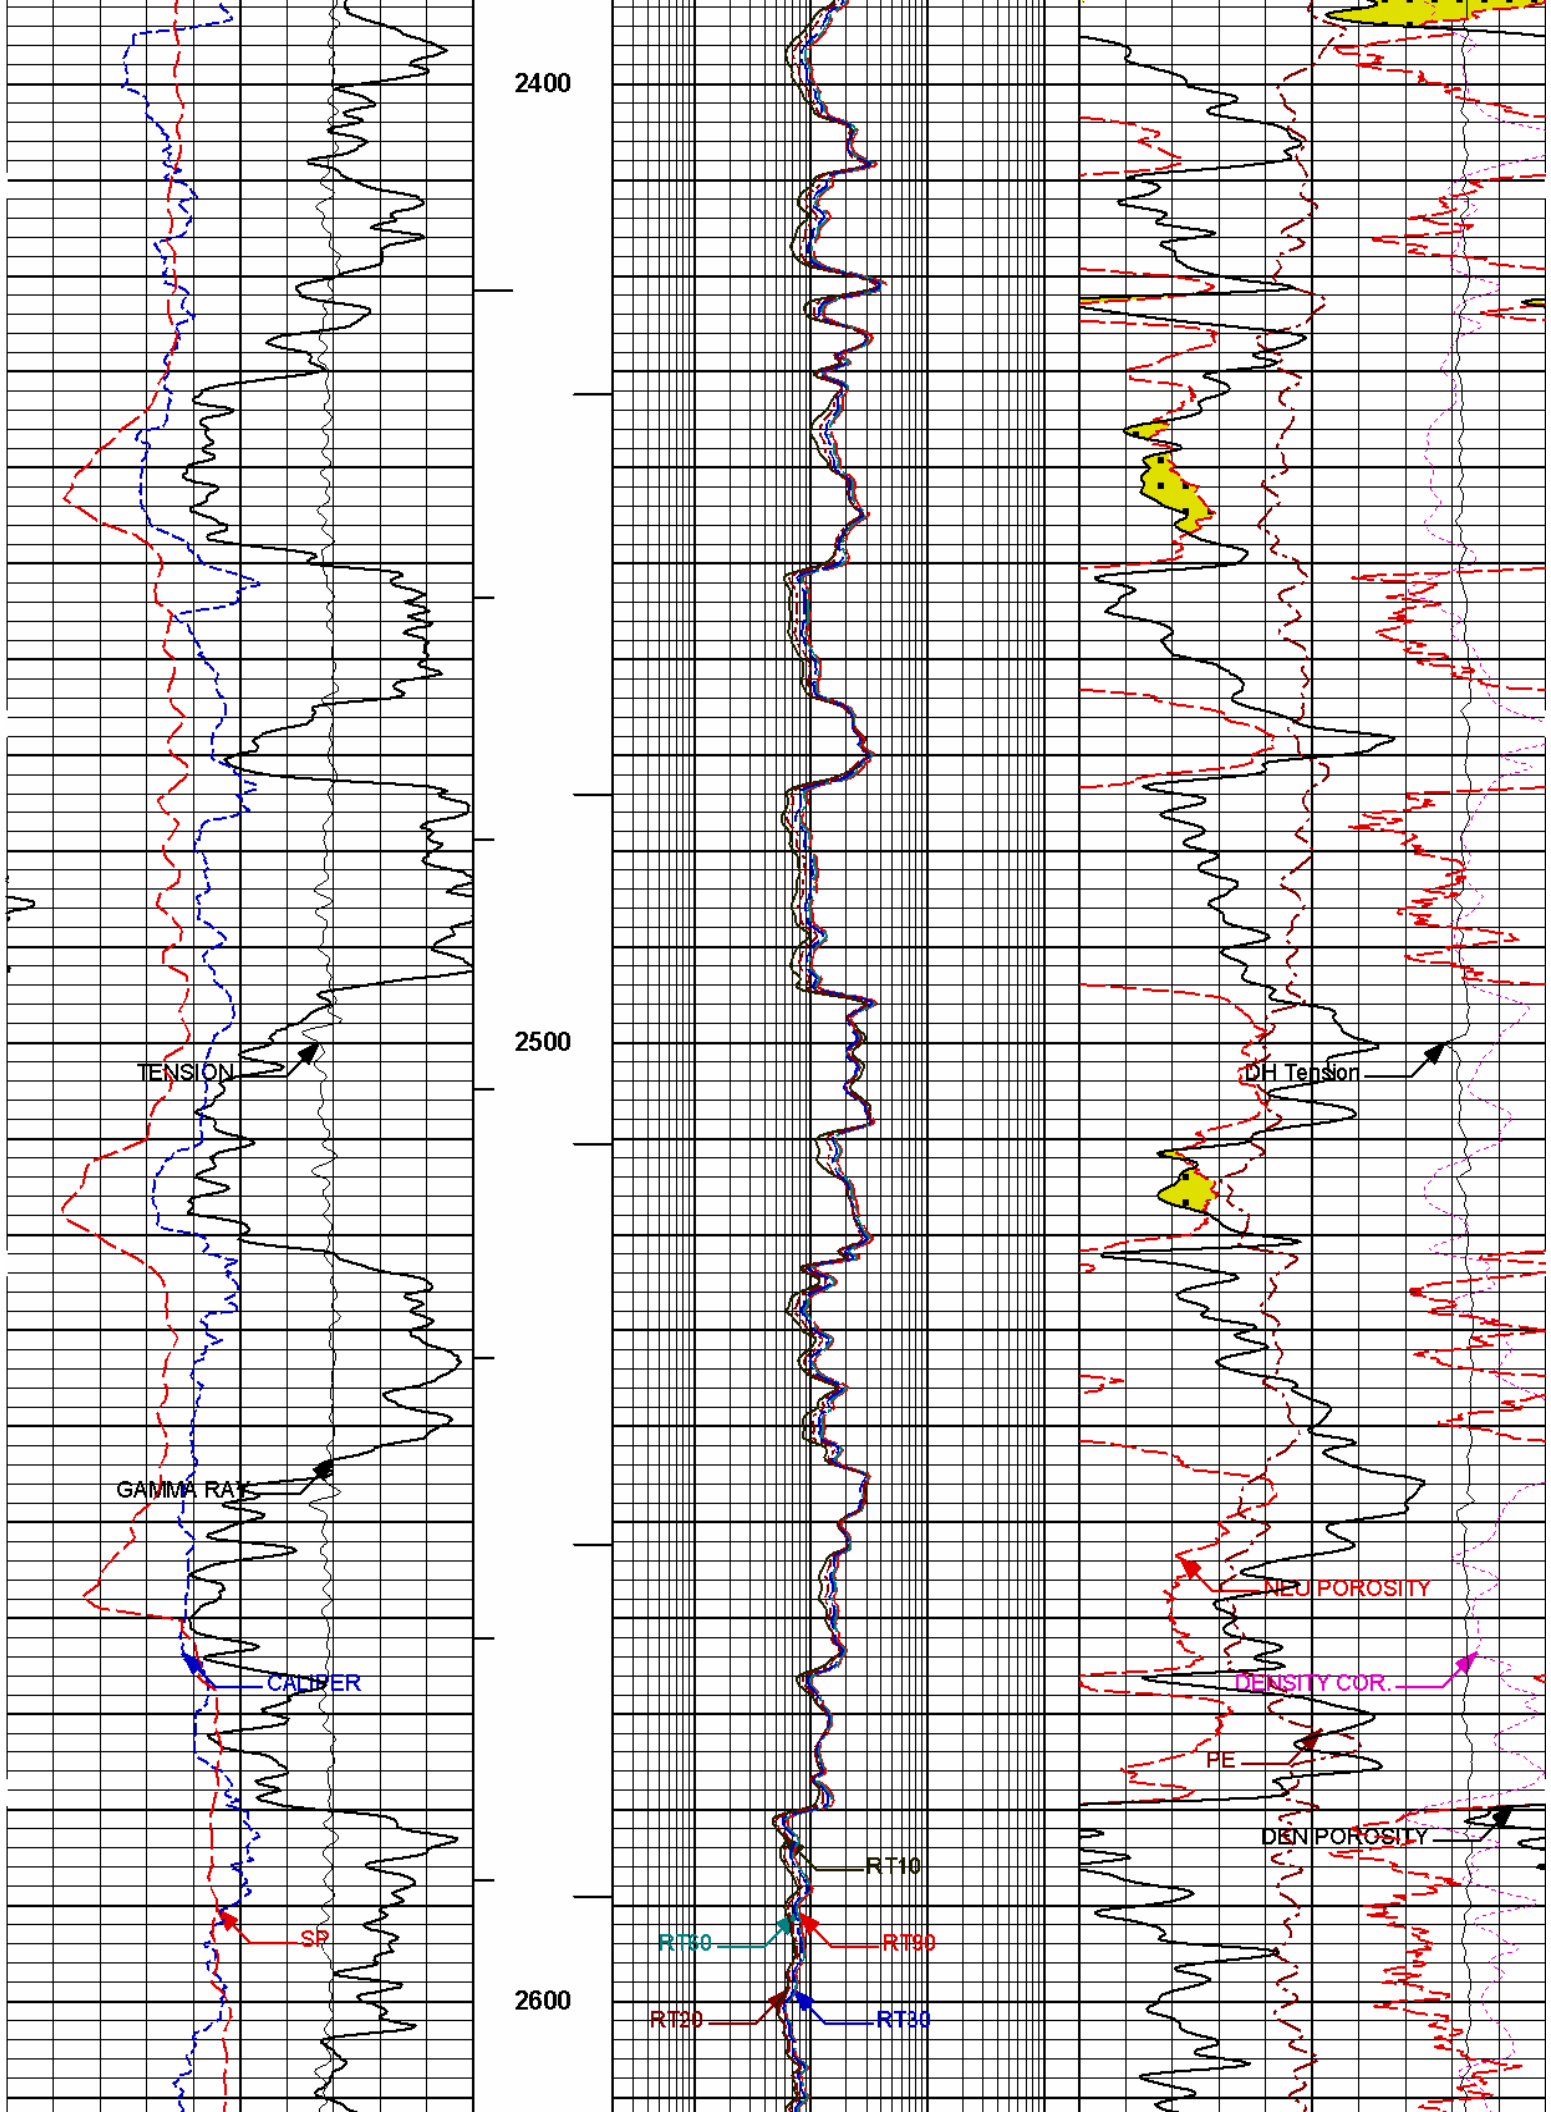 2400
2500
TENSION
DH Tension
GAMMA RAY
NEU POROSITY
CALIPER
DENSITY COR.
PE
DEN POROSITY
RT10
SP
RT60
RT90
2600
RT20
RT30